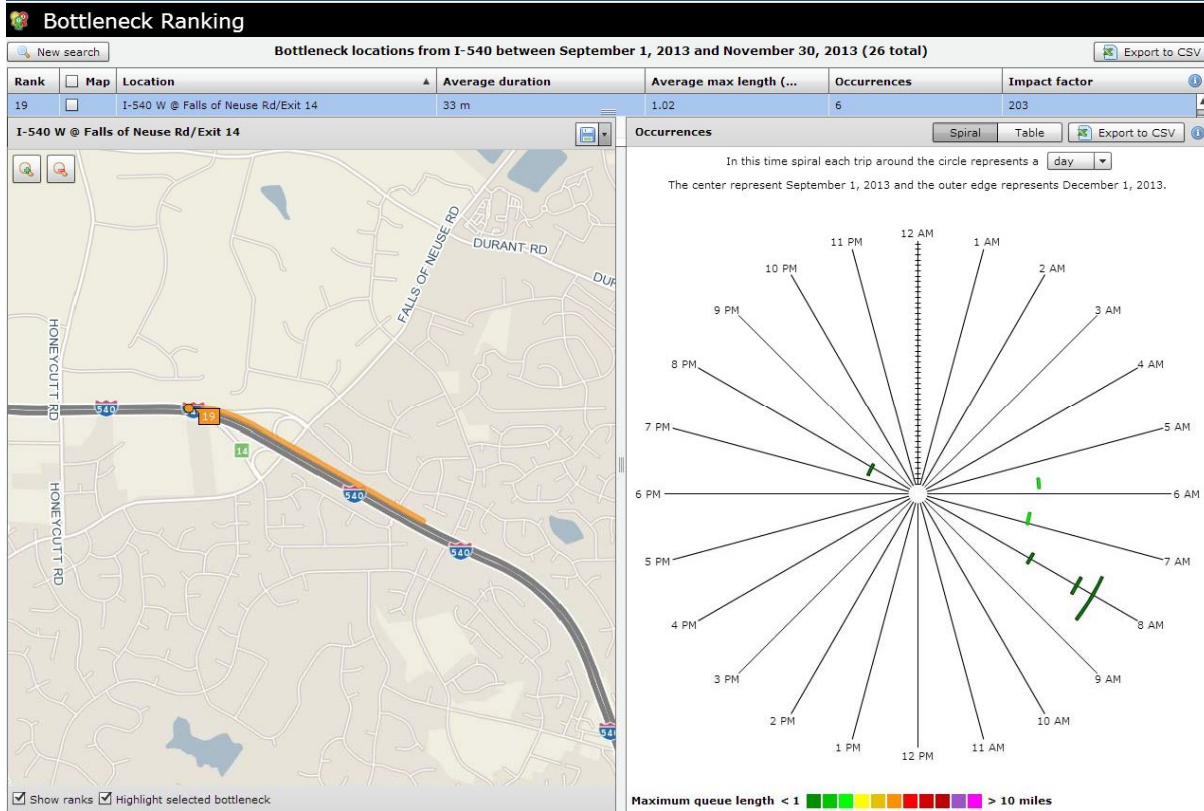 Bottleneck Ranking
New search
Bottleneck locations from I-540 between September 1, 2013 and November 30, 2013 (26 total)
Export to CSV
Rank Map Location Average duration Average max length (... Occurrences Impact factor
19 I-540 W @ Falls of Neuse Rd/Exit 14 33 m 1.02 6 203
I-540 W @ Falls of Neuse Rd/Exit 14
Occurrences
Spiral Table Export to CSV
In this time spiral each trip around the circle represents a day
The center represent September 1, 2013 and the outer edge represents December 1, 2013.
FALLS OF NEUSE RD
DURANT RD
DUR
HONEYCUTT RD
HONEYCUTT RD
540
19
14
540
540
540
12 AM
1 AM
2 AM
3 AM
4 AM
5 AM
6 AM
7 AM
8 AM
9 AM
10 AM
11 AM
12 PM
1 PM
2 PM
3 PM
4 PM
5 PM
6 PM
7 PM
8 PM
9 PM
10 PM
11 PM
Show ranks Highlight selected bottleneck
Maximum queue length < 1 > 10 miles